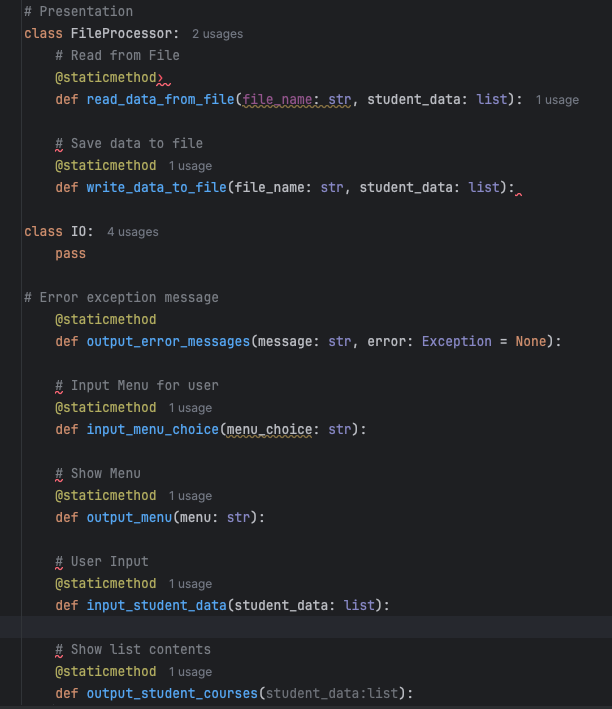 # Presentation
class FileProcessor: 2 usages
    # Read from File
    @staticmethod
    def read_data_from_file(file_name: str, student_data: list): 1 usage

    # Save data to file
    @staticmethod 1 usage
    def write_data_to_file(file_name: str, student_data: list):

class IO: 4 usages
    pass

# Error exception message
    @staticmethod
    def output_error_messages(message: str, error: Exception = None):

    # Input Menu for user
    @staticmethod 1 usage
    def input_menu_choice(menu_choice: str):

    # Show Menu
    @staticmethod 1 usage
    def output_menu(menu: str):

    # User Input
    @staticmethod 1 usage
    def input_student_data(student_data: list):

    # Show list contents
    @staticmethod 1 usage
    def output_student_courses(student_data:list):